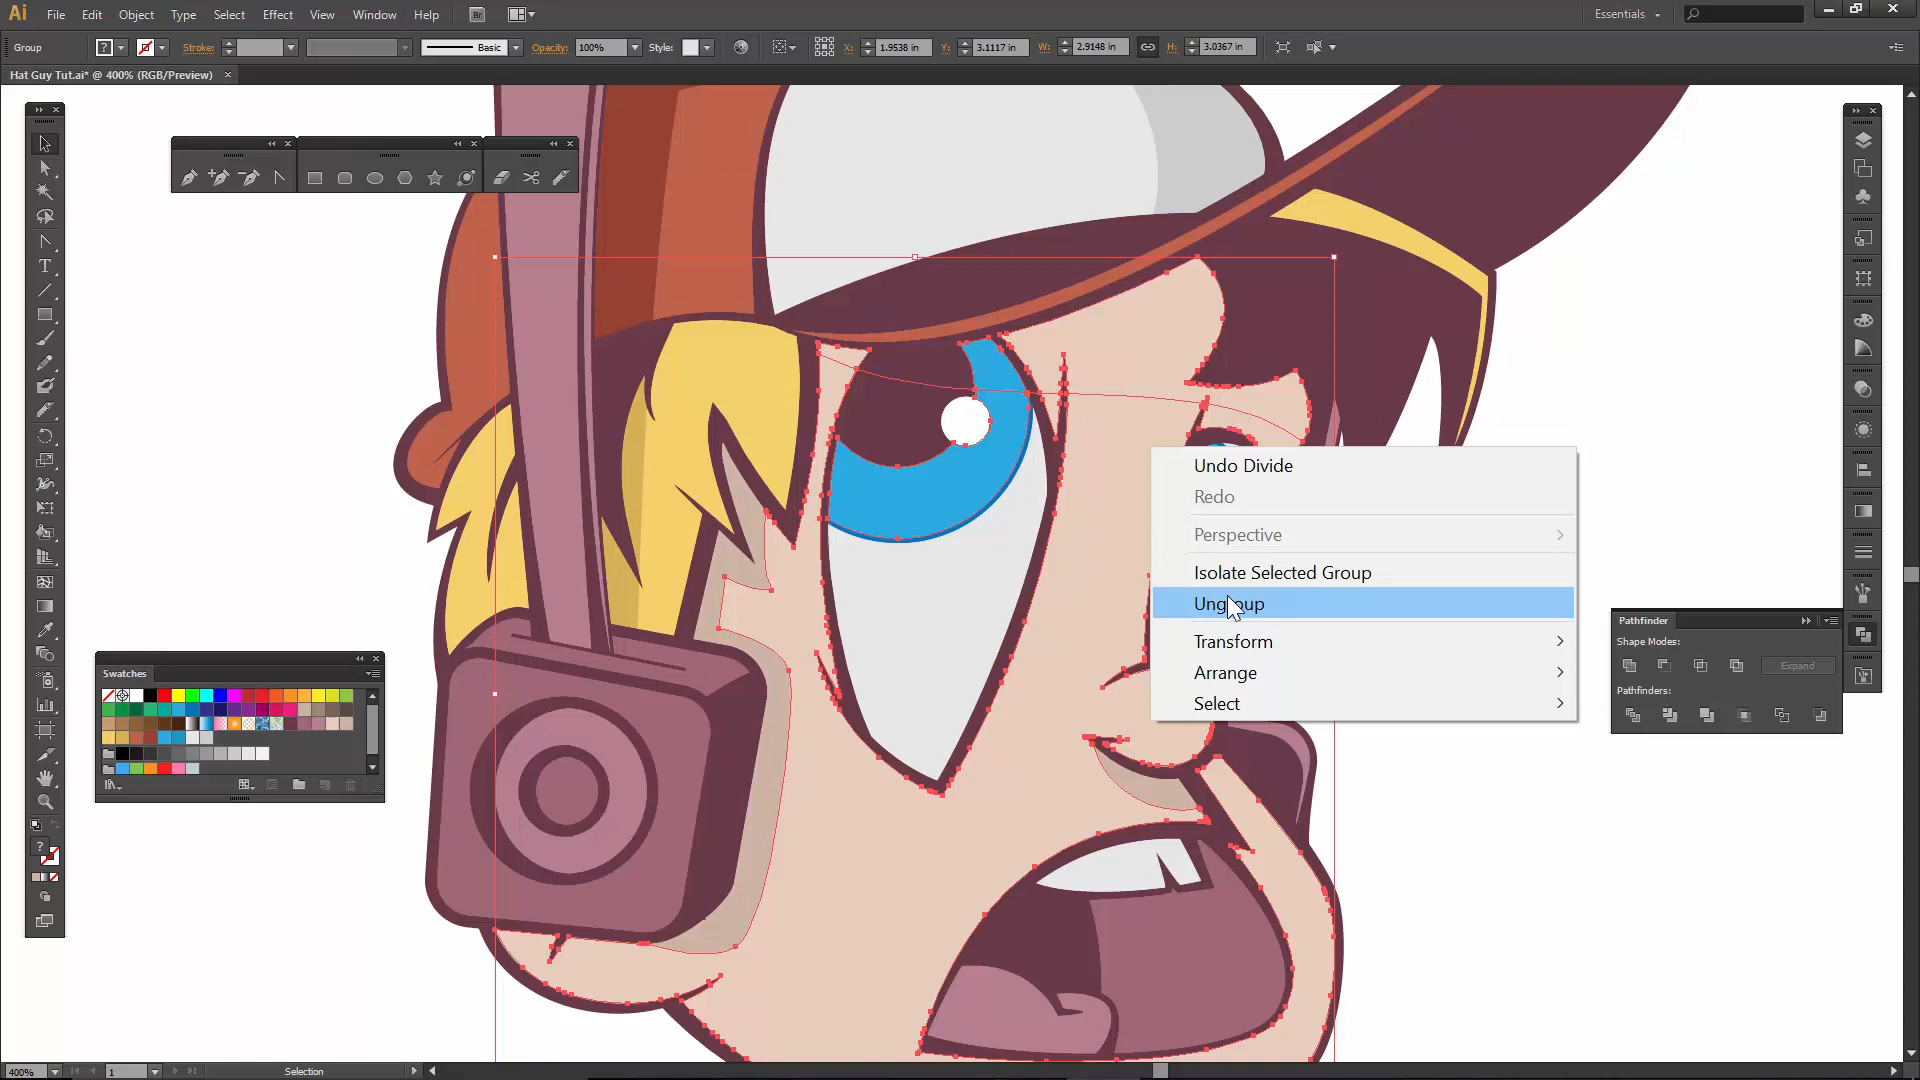 Ai File Edit Object Type Select Effect View Window Help Br Essentials
Group ? Stroke: Basic Opacity: 100% Style: X: 1.9538 in Y: 3.1117 in W: 2.9148 in H: 3.0367 in
Hat Guy Tut.ai* @ 400% (RGB/Preview)
T
Undo Divide
Redo
Perspective
Isolate Selected Group
Ungroup
Transform
Arrange
Select
Pathfinder
Shape Modes:
Expand
Pathfinders:
Swatches
?
400% 1 Selection